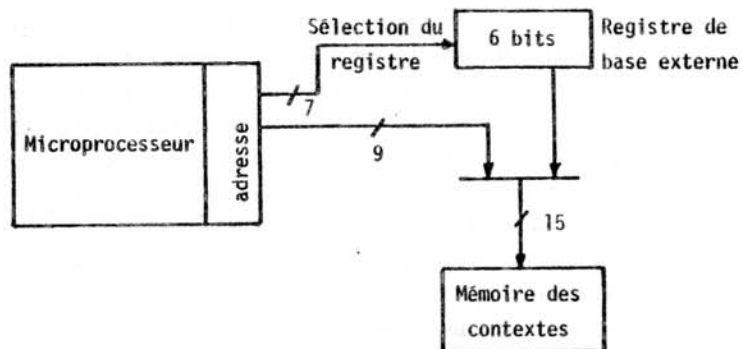 Sélection du
registre
6 bits
Registre de
base externe
Microprocesseur
adresse
7
9
15
Mémoire des
contextes